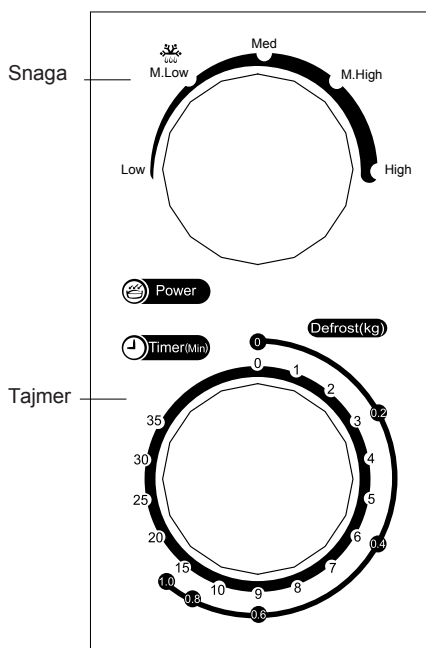 Snaga
Med
M.Low
M.High
Low
High
Power
Defrost(kg)
Timer(Min)
Tajmer
0
0.2
0.4
0.6
0.8
1.0
0
1
2
3
4
5
6
7
8
9
10
15
20
25
30
35